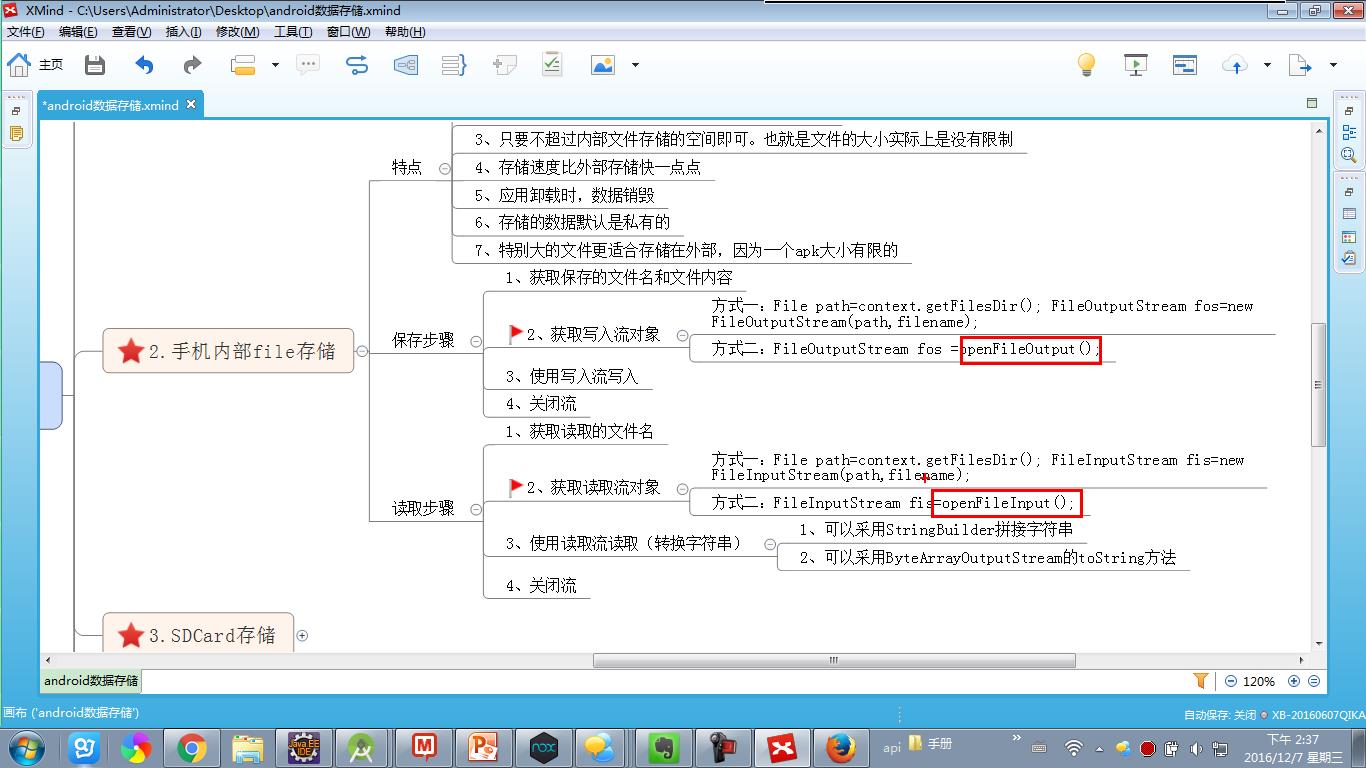 XMind - C:\Users\Administrator\Desktop\android数据存储.xmind
文件(F) 编辑(E) 查看(V) 插入(I) 修改(M) 工具(T) 窗口(W) 帮助(H)
主页
*android数据存储.xmind
3、只要不超过内部文件存储的空间即可。也就是文件的大小实际上是没有限制
特点
4、存储速度比外部存储快一点点
5、应用卸载时，数据销毁
6、存储的数据默认是私有的
7、特别大的文件更适合存储在外部，因为一个apk大小有限的
2.手机内部file存储
保存步骤
1、获取保存的文件名和文件内容
2、获取写入流对象
方式一：File path=context.getFilesDir(); FileOutputStream fos=new
FileOutputStream(path,filename);
方式二：FileOutputStream fos =openFileOutput();
3、使用写入流写入
4、关闭流
读取步骤
1、获取读取的文件名
2、获取读取流对象
方式一：File path=context.getFilesDir(); FileInputStream fis=new
FileInputStream(path,filename);
方式二：FileInputStream fis=openFileInput();
3、使用读取流读取（转换字符串）
1、可以采用StringBuilder拼接字符串
2、可以采用ByteArrayOutputStream的toString方法
4、关闭流
3.SDCard存储
android数据存储
120%
画布 ('android数据存储')
自动保存: 关闭
XB-20160607QIKA
Java EE
IDE
nox
api
手册
下午 2:37
2016/12/7 星期三